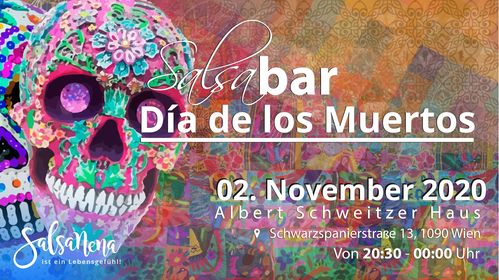 Salsabar
Día de los Muertos
02. November 2020
Albert Schweitzer Haus
Schwarzspanierstraße 13, 1090 Wien
Von 20:30 - 00:00 Uhr
SalsaNena
ist ein Lebensgefühl!